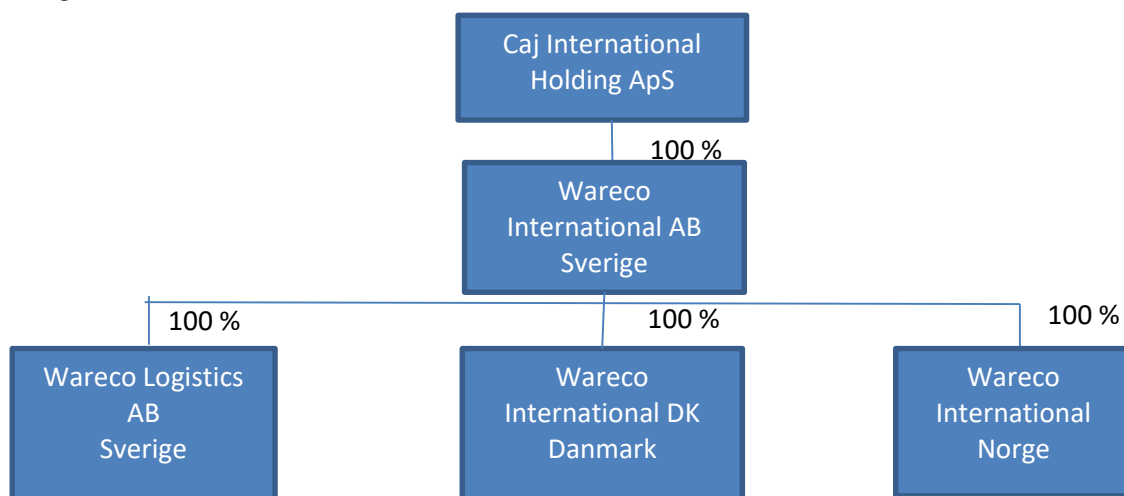 Caj International
Holding ApS
100 %
Wareco
International AB
Sverige
100 %
100 %
100 %
Wareco Logistics
AB
Sverige
Wareco
International DK
Danmark
Wareco
International
Norge